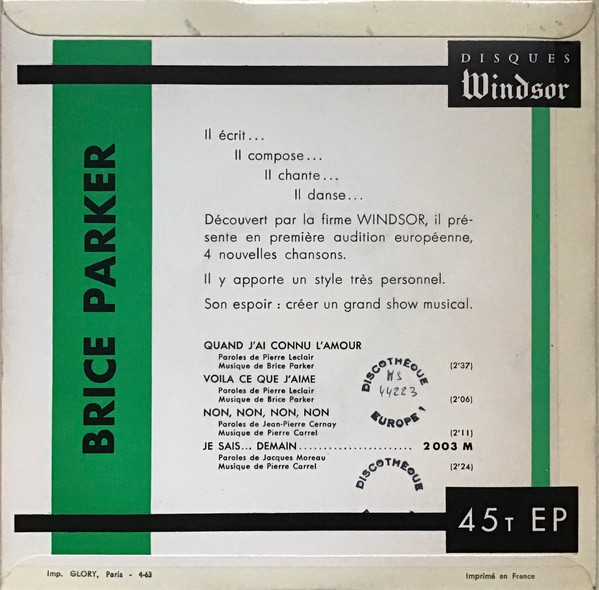 DISQUES
Windsor
BRICE PARKER
Il écrit...
Il compose...
Il chante...
Il danse...
Découvert par la firme WINDSOR, il pré-
sente en première audition européenne,
4 nouvelles chansons.
Il y apporte un style très personnel.
Son espoir : créer un grand show musical.
QUAND J'AI CONNU L'AMOUR
Paroles de Pierre Leclair
Musique de Brice Parker (2'37)
VOILA CE QUE J'AIME
Paroles de Pierre Leclair
Musique de Brice Parker (2'06)
NON, NON, NON, NON
Paroles de Jean-Pierre Cernay
Musique de Pierre Carrel (2'11)
JE SAIS... DEMAIN....................... 2003 M
Paroles de Jacques Moreau
Musique de Pierre Carrel (2'24)
DISCOTHÈQUE
MS
44223
EUROPE 1
DISCOTHÈQUE
45T EP
Imp. GLORY, Paris - 4-63
Imprimé en France